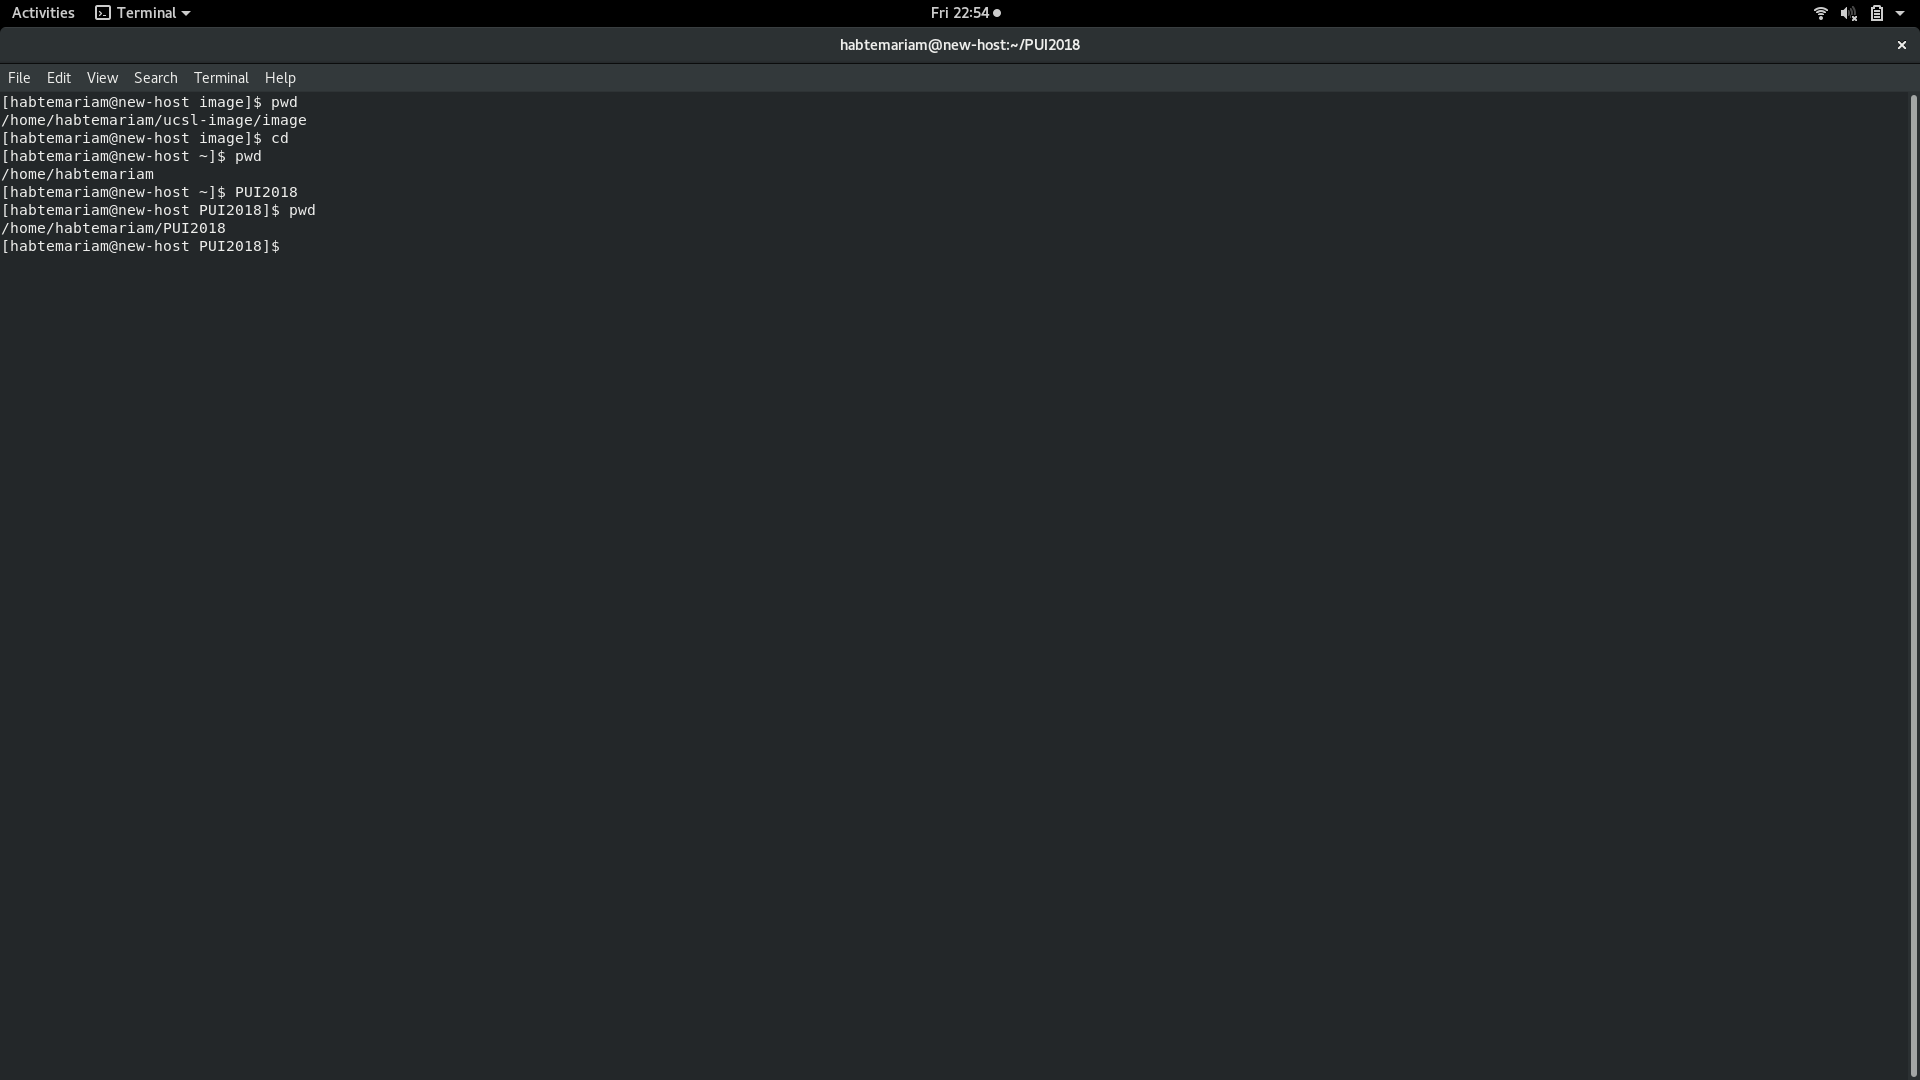 Activities Terminal Fri 22:54
habtemariam@new-host:~/PUI2018
File Edit View Search Terminal Help
[habtemariam@new-host image]$ pwd
/home/habtemariam/ucsl-image/image
[habtemariam@new-host image]$ cd
[habtemariam@new-host ~]$ pwd
/home/habtemariam
[habtemariam@new-host ~]$ PUI2018
[habtemariam@new-host PUI2018]$ pwd
/home/habtemariam/PUI2018
[habtemariam@new-host PUI2018]$